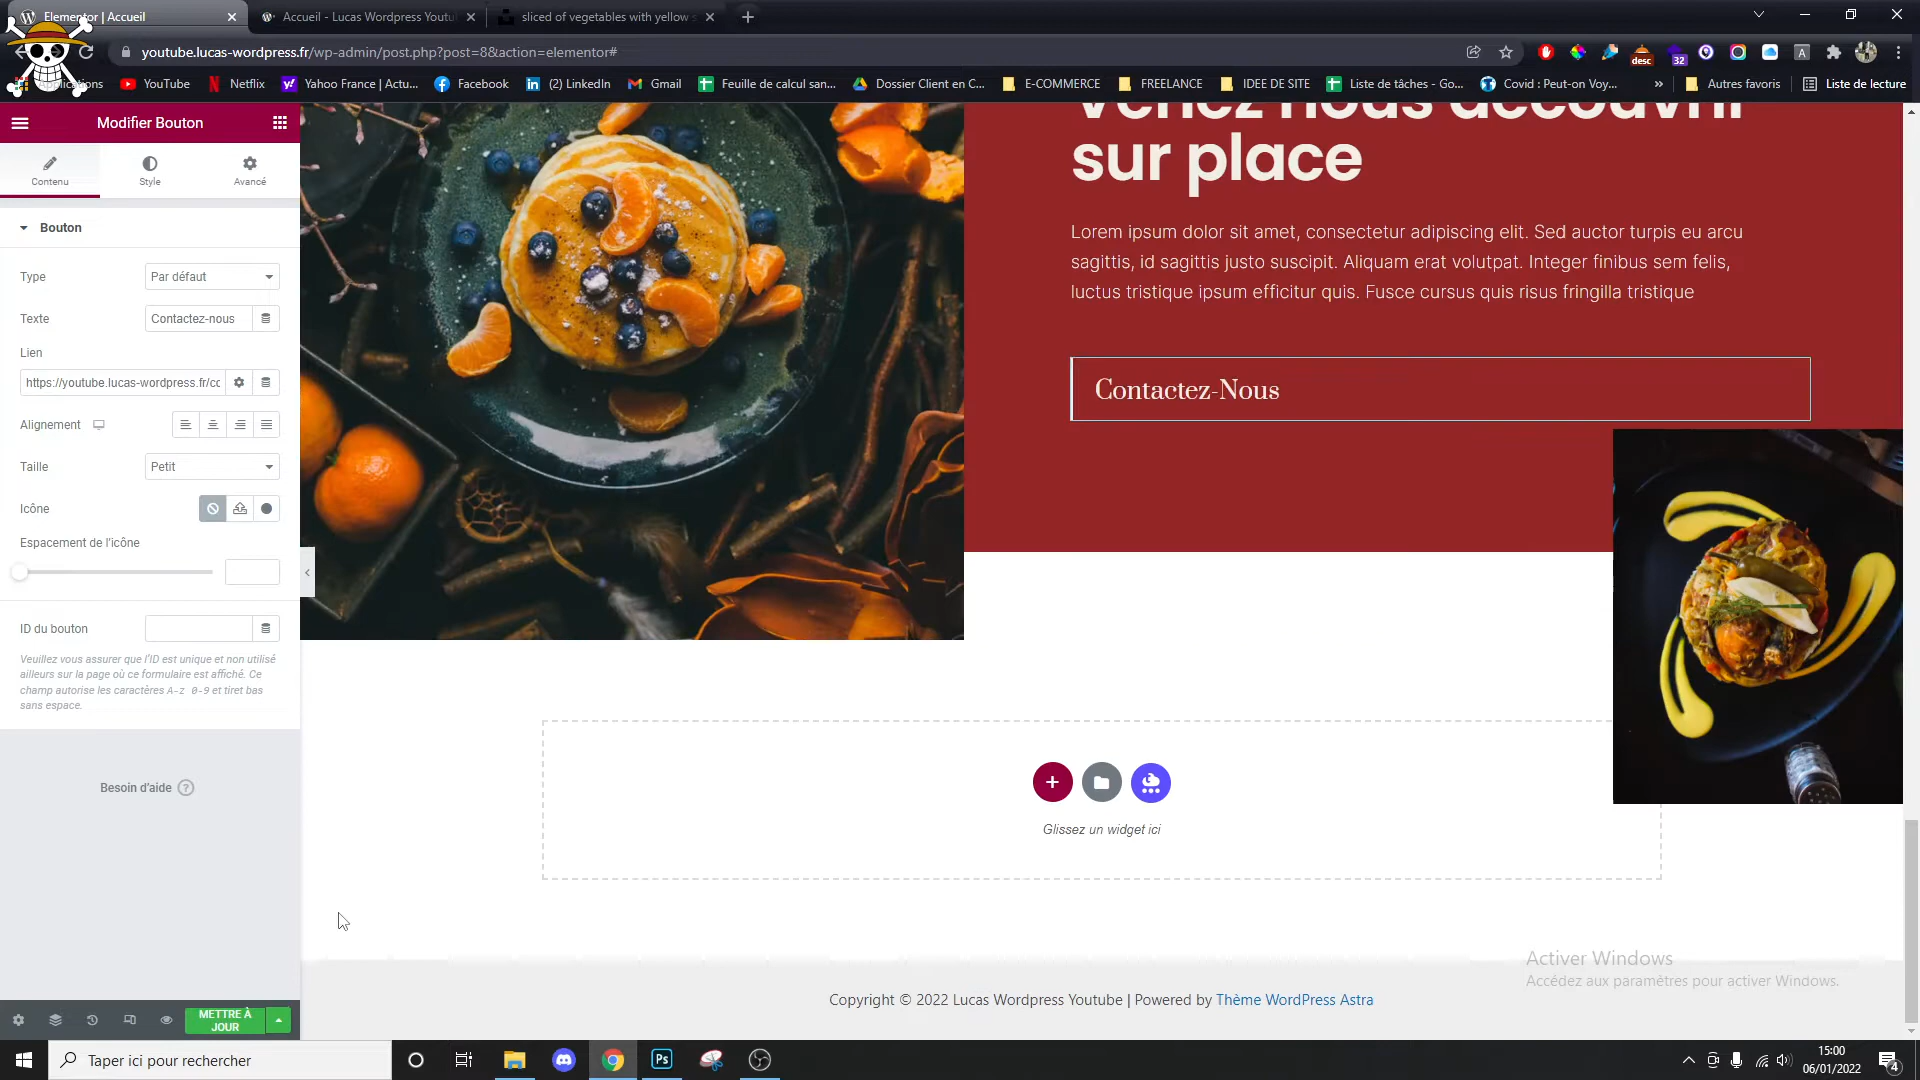 Elementor | Accueil
Accueil - Lucas Wordpress Youtu
sliced of vegetables with yellow s
youtube.lucas-wordpress.fr/wp-admin/post.php?post=8&action=elementor#
desc
32
Applications
YouTube
Netflix
Yahoo France | Actu...
Facebook
(2) LinkedIn
Gmail
Feuille de calcul san...
Dossier Client en C...
E-COMMERCE
FREELANCE
IDEE DE SITE
Liste de tâches - Go...
Covid : Peut-on Voy...
»
Autres favoris
Liste de lecture
Modifier Bouton
Contenu
Style
Avancé
Bouton
Type
Par défaut
Texte
Contactez-nous
Lien
https://youtube.lucas-wordpress.fr/cc
Alignement
Taille
Petit
Icône
Espacement de l'icône
ID du bouton
Veuillez vous assurer que l'ID est unique et non utilisé
ailleurs sur la page où ce formulaire est affiché. Ce
champ autorise les caractères A-z 0-9 et tiret bas
sans espace.
Besoin d'aide ?
METTRE À
JOUR
Venez nous découvrir
sur place
Lorem ipsum dolor sit amet, consectetur adipiscing elit. Sed auctor turpis eu arcu
sagittis, id sagittis justo suscipit. Aliquam erat volutpat. Integer finibus sem felis,
luctus tristique ipsum efficitur quis. Fusce cursus quis risus fringilla tristique
Contactez-Nous
Glissez un widget ici
Activer Windows
Accédez aux paramètres pour activer Windows.
Copyright © 2022 Lucas Wordpress Youtube | Powered by Thème WordPress Astra
Taper ici pour rechercher
Ps
15:00
06/01/2022
4